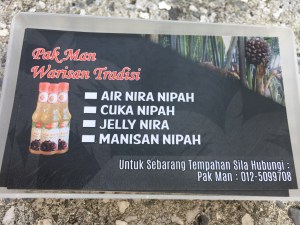 Pak Man
Warisan Tradisi
AIR NIRA NIPAH
CUKA NIPAH
JELLY NIRA
MANISAN NIPAH
Untuk Sebarang Tempahan Sila Hubungi :
Pak Man : 012-5099708